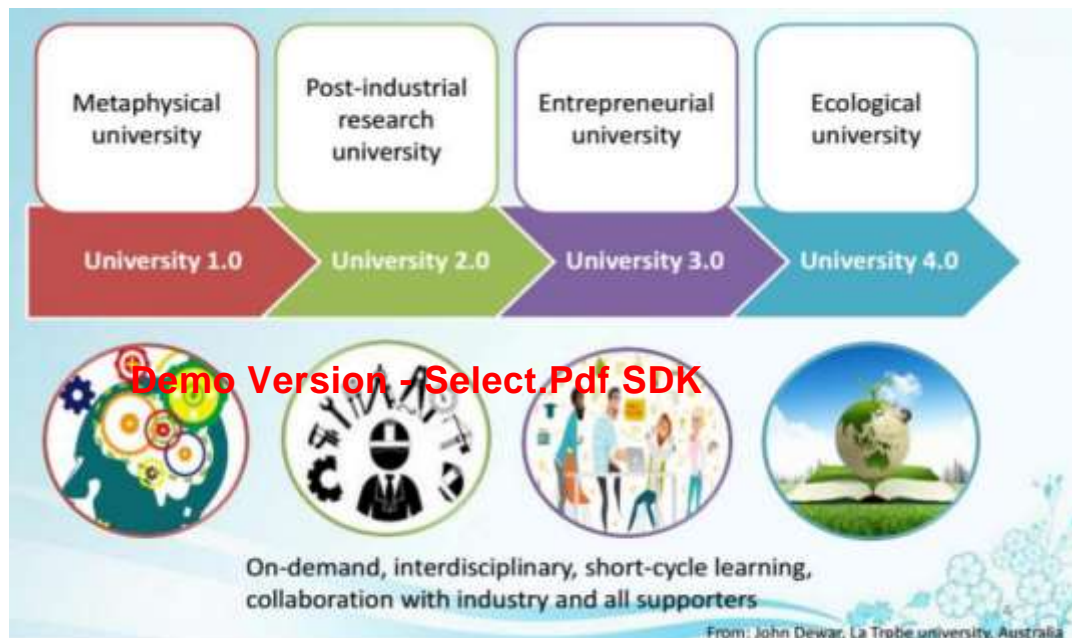 Metaphysical
university
Post-industrial
research
university
Entrepreneurial
university
Ecological
university
University 1.0
University 2.0
University 3.0
University 4.0
Demo Version - Select.Pdf SDK
On-demand, interdisciplinary, short-cycle learning,
collaboration with industry and all supporters
From: John Dewar, La Trobe university, Australia